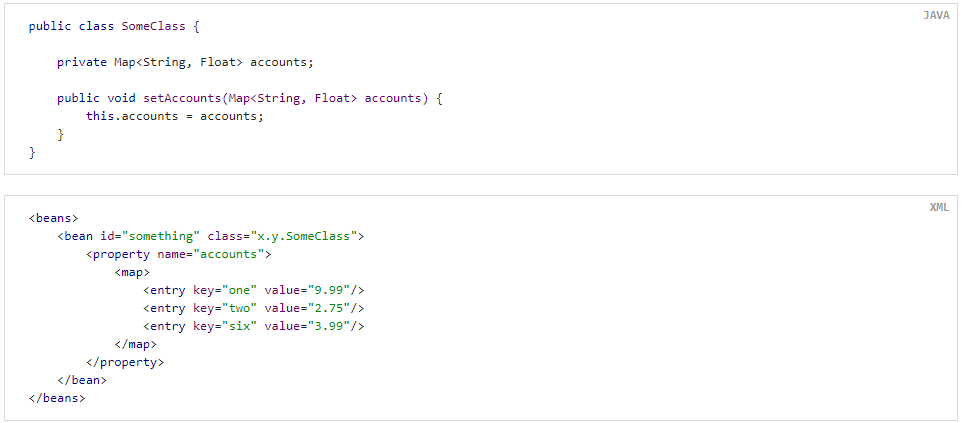 JAVA
public class SomeClass {
    private Map<String, Float> accounts;
    public void setAccounts(Map<String, Float> accounts) {
        this.accounts = accounts;
    }
}
XML
<beans>
    <bean id="something" class="x.y.SomeClass">
        <property name="accounts">
            <map>
                <entry key="one" value="9.99"/>
                <entry key="two" value="2.75"/>
                <entry key="six" value="3.99"/>
            </map>
        </property>
    </bean>
</beans>